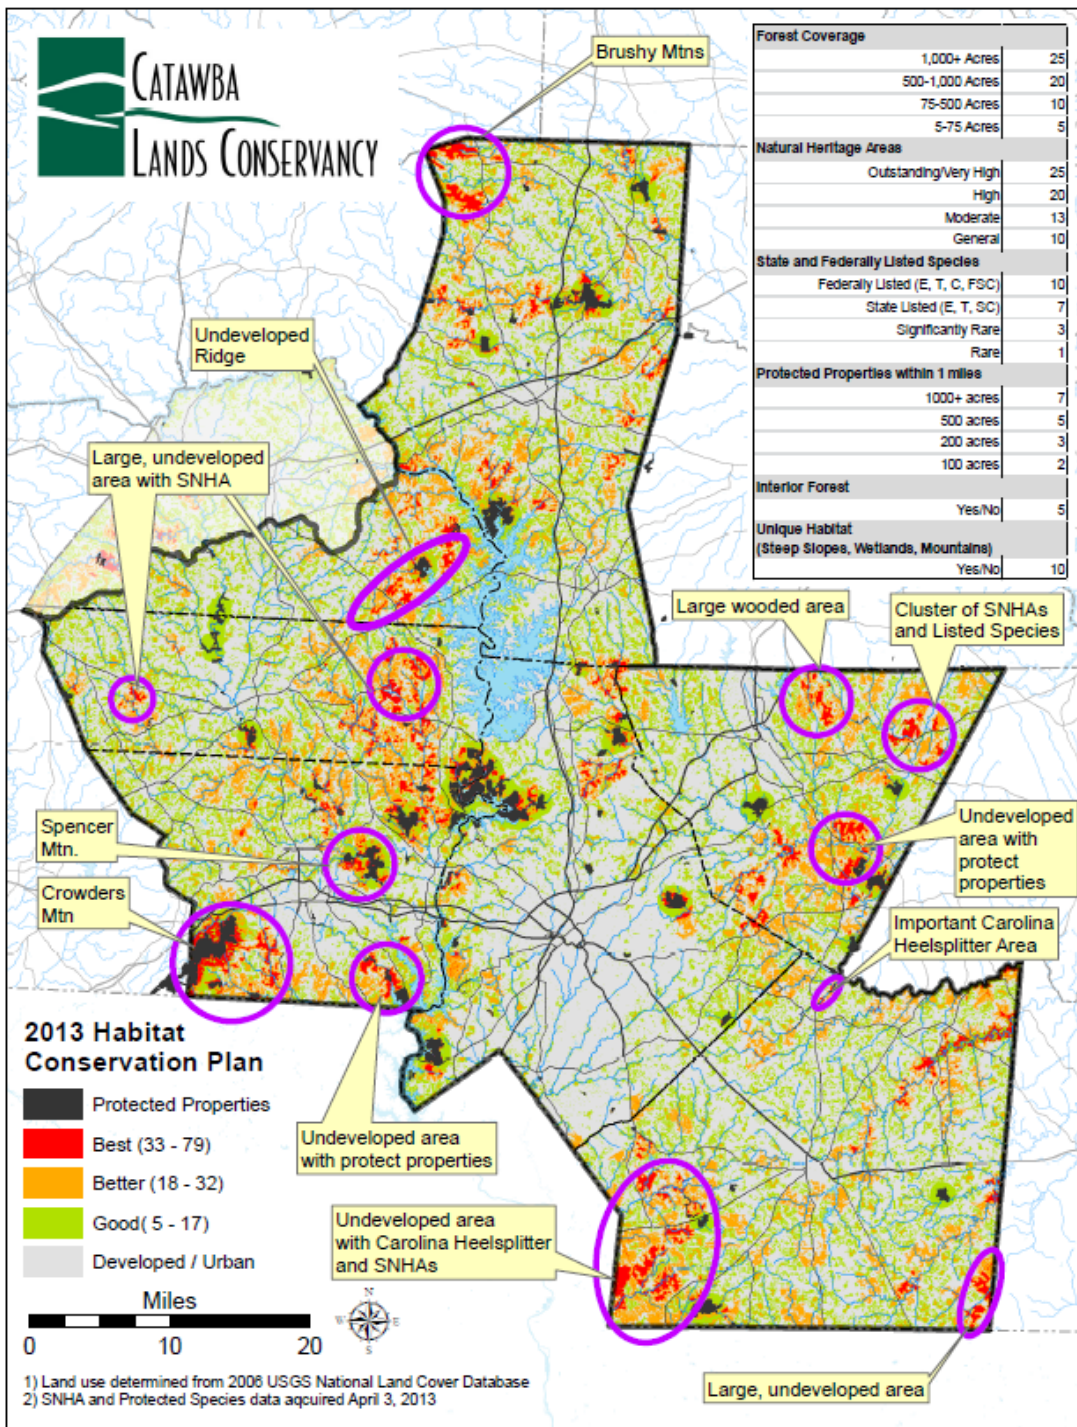 CATAWBA
LANDS CONSERVANCY
Brushy Mtns
Forest Coverage
1,000+ Acres 25
500-1,000 Acres 20
75-500 Acres 10
5-75 Acres 5
Natural Heritage Areas
Outstanding/Very High 25
High 20
Moderate 13
General 10
State and Federally Listed Species
Federally Listed (E, T, C, FSC) 10
State Listed (E, T, SC) 7
Significantly Rare 3
Rare 1
Protected Properties within 1 miles
1000+ acres 7
500 acres 5
200 acres 3
100 acres 2
Interior Forest
Yes/No 5
Unique Habitat
(Steep Slopes, Wetlands, Mountains)
Yes/No 10
Undeveloped
Ridge
Large, undeveloped
area with SNHA
Large wooded area
Cluster of SNHAs
and Listed Species
Spencer
Mtn.
Crowders
Mtn
Undeveloped
area with
protect
properties
Important Carolina
Heelsplitter Area
2013 Habitat
Conservation Plan
Protected Properties
Best (33 - 79)
Better (18 - 32)
Good( 5 - 17)
Developed / Urban
Undeveloped area
with protect properties
Undeveloped area
with Carolina Heelsplitter
and SNHAs
Large, undeveloped area
Miles
0 10 20
N
W E
S
1) Land use determined from 2006 USGS National Land Cover Database
2) SNHA and Protected Species data aqcuired April 3, 2013